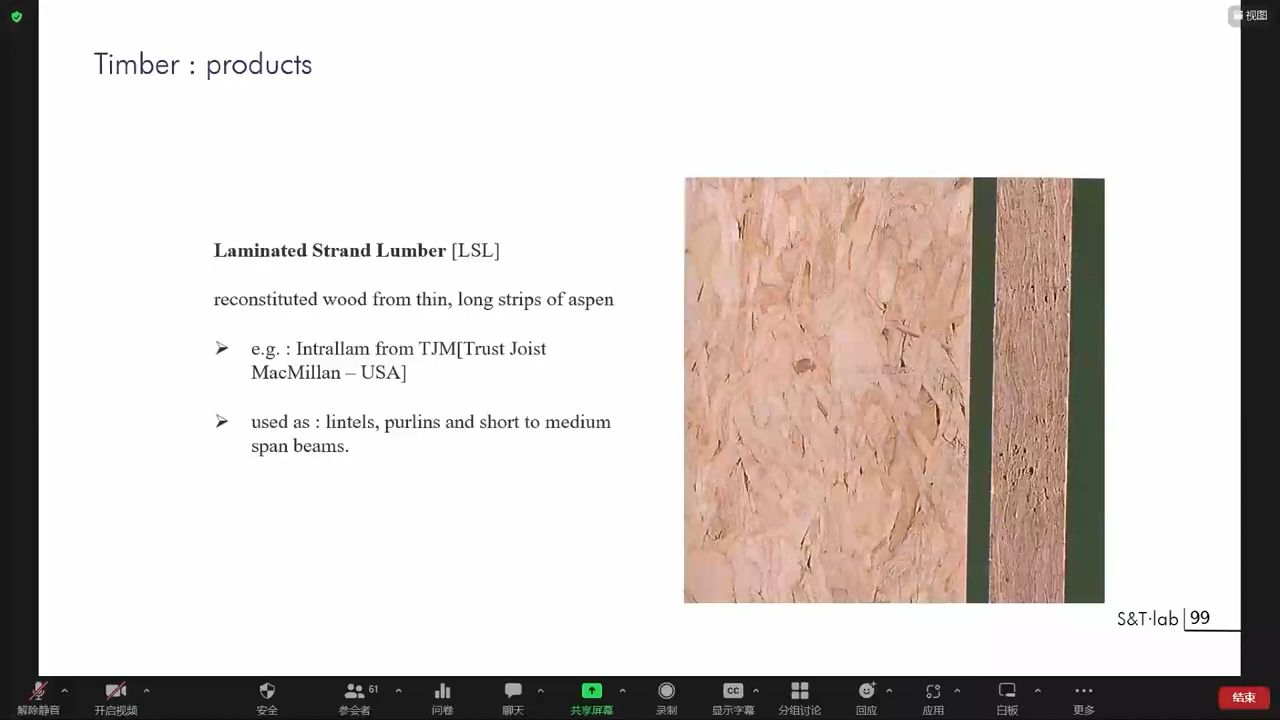 视图
Timber : products
Laminated Strand Lumber [LSL]
reconstituted wood from thin, long strips of aspen
➢ e.g. : Intrallam from TJM[Trust Joist
MacMillan – USA]
➢ used as : lintels, purlins and short to medium
span beams.
S&T·lab 99
61
CC
解除静音 开启视频 安全 参会者 问卷 聊天 共享屏幕 录制 显示字幕 分组讨论 回应 应用 白板 更多 结束